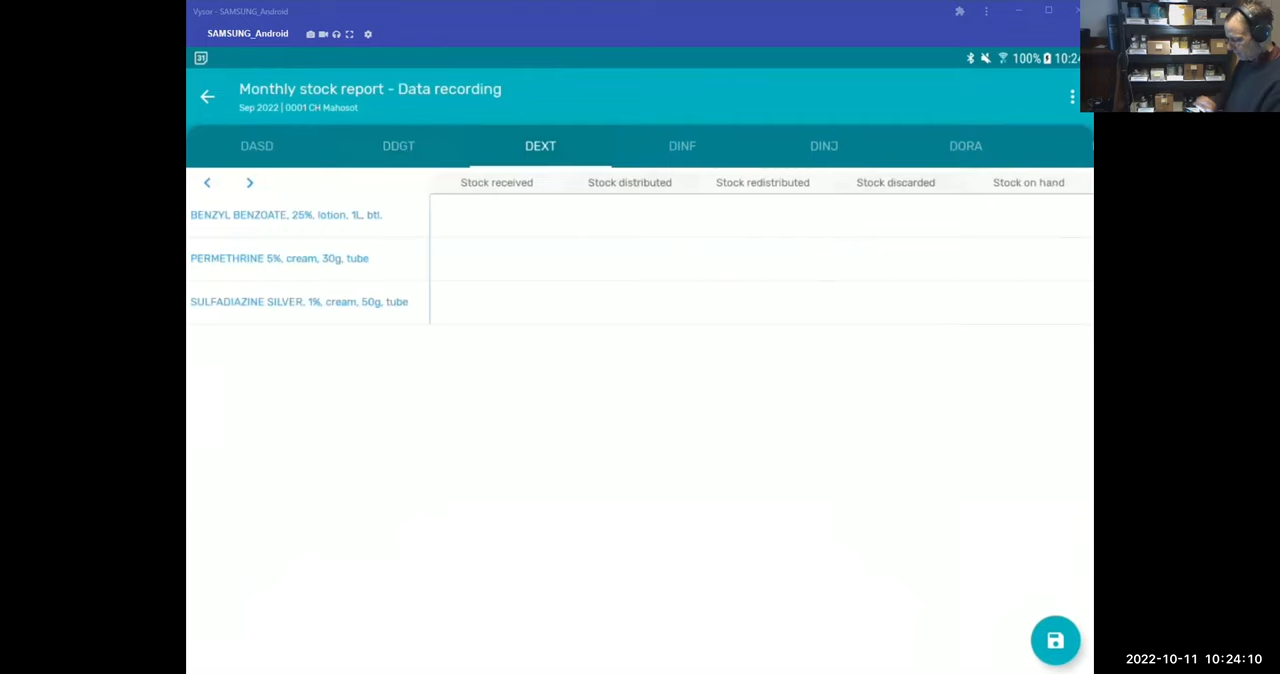 Vysor - SAMSUNG_Android
SAMSUNG_Android
31
100%
10:24
Monthly stock report - Data recording
Sep 2022 | 0001 CH Mahosot
DASD DDGT DEXT DINF DINJ DORA
Stock received Stock distributed Stock redistributed Stock discarded Stock on hand
BENZYL BENZOATE, 25%, lotion, 1L, btl.
PERMETHRINE 5%, cream, 30g, tube
SULFADIAZINE SILVER, 1%, cream, 50g, tube
2022-10-11 10:24:10